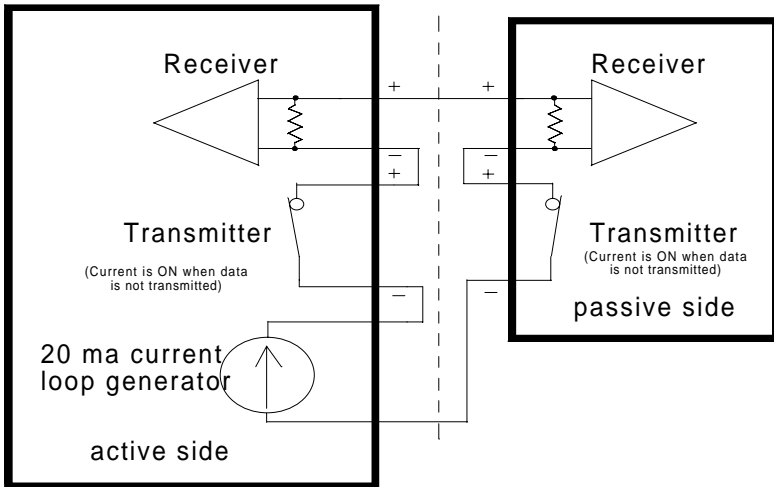 Receiver
+
−
+
Transmitter
(Current is ON when data
is not transmitted)
−
20 ma current
loop generator
active side
Receiver
+
−
+
Transmitter
(Current is ON when data
is not transmitted)
−
passive side